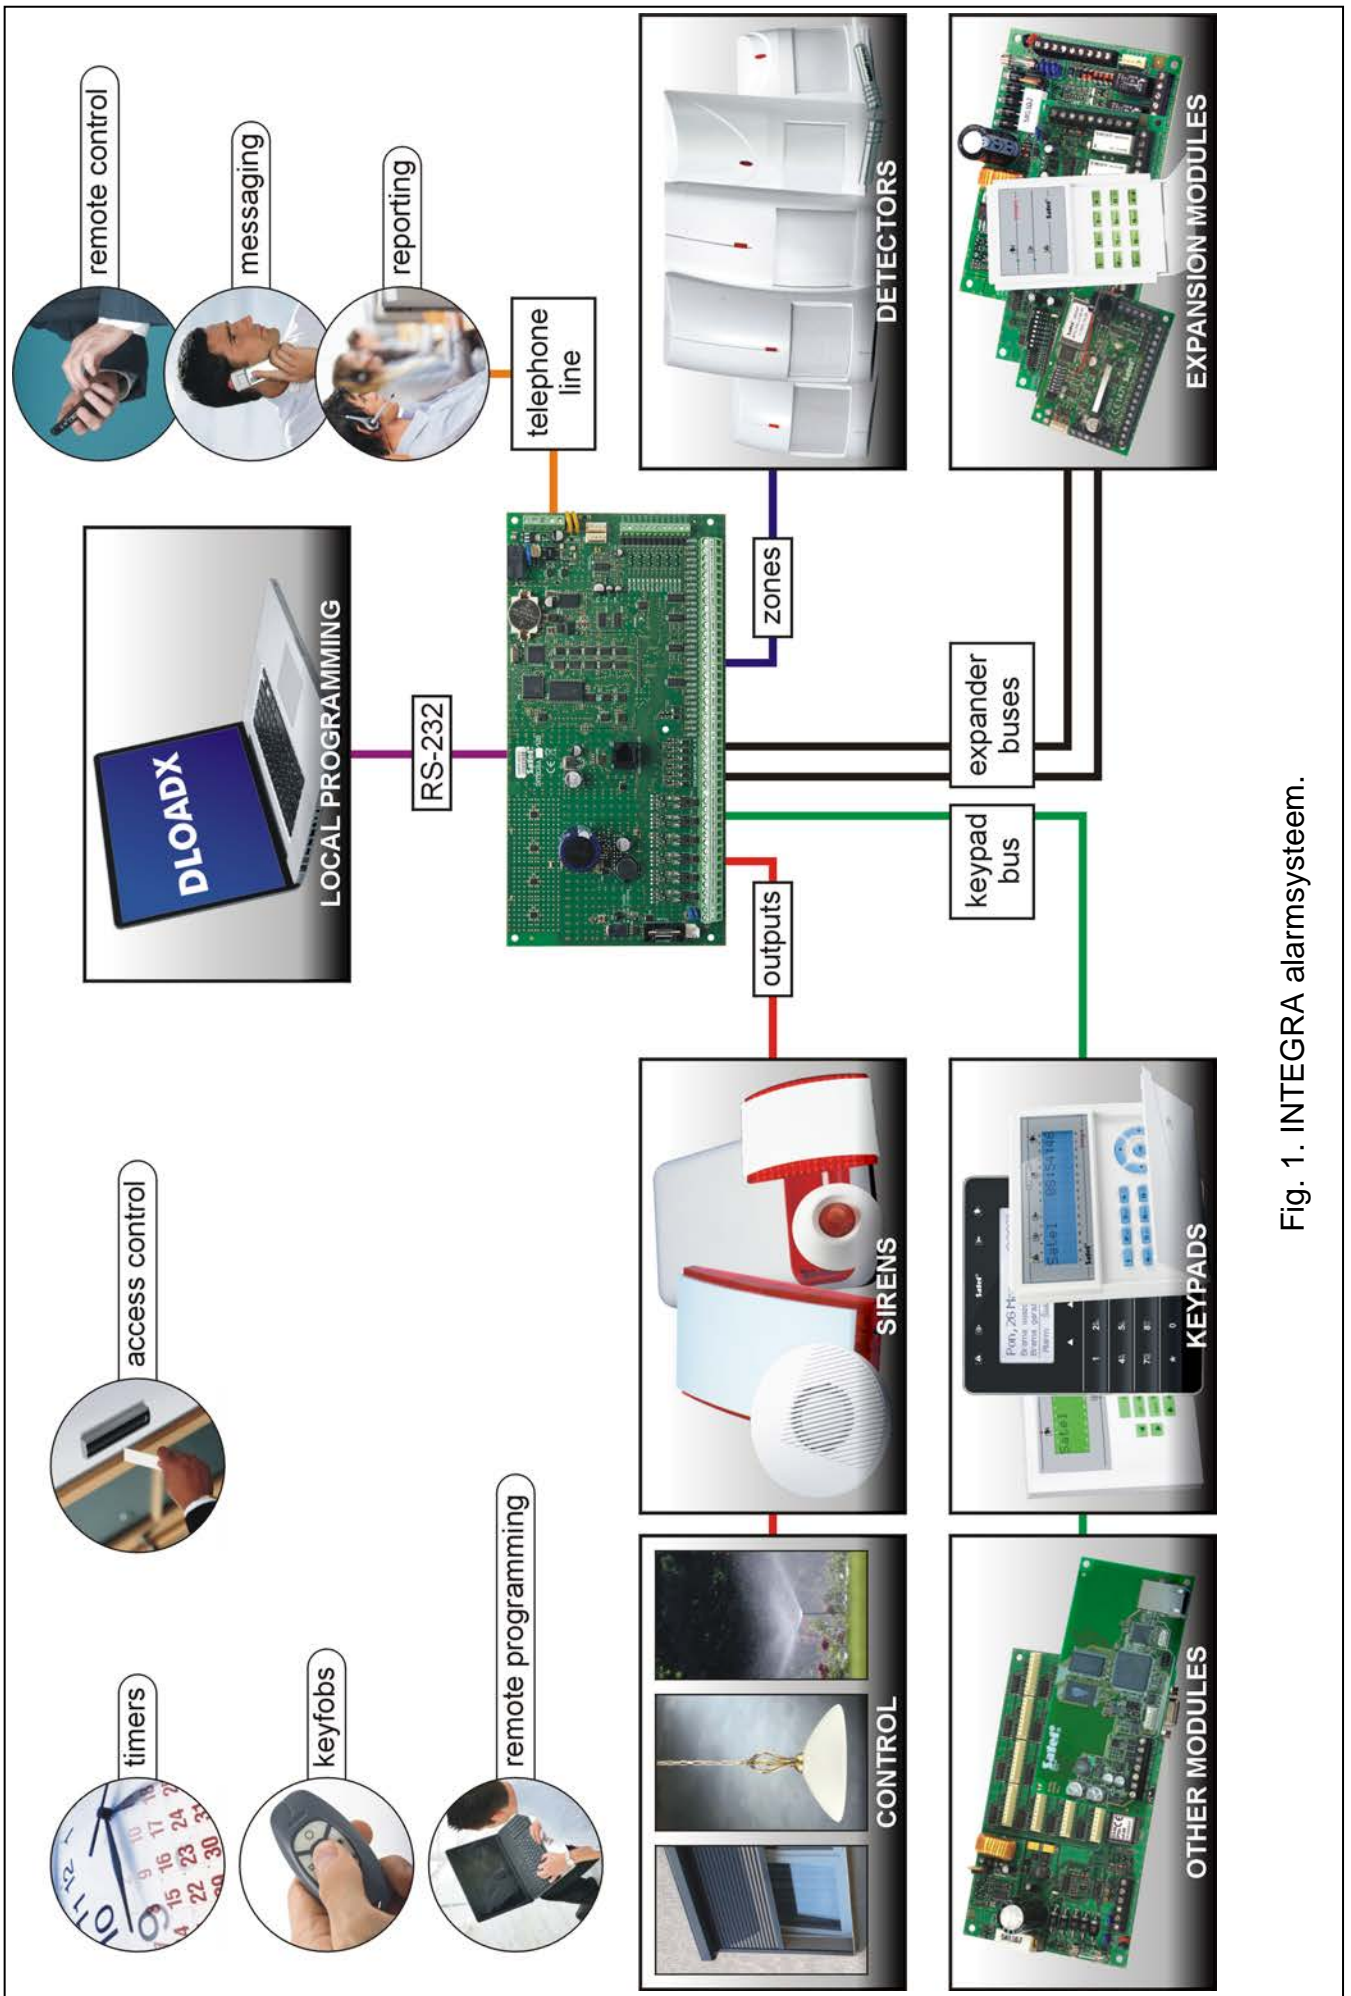 timers
keyfobs
remote programming
access control
DLOADX
LOCAL PROGRAMMING
remote control
messaging
reporting
RS-232
telephone
line
CONTROL
SIRENS
outputs
zones
DETECTORS
OTHER MODULES
KEYPADS
keypad
bus
expander
buses
EXPANSION MODULES
Fig. 1. INTEGRA alarmsysteem.